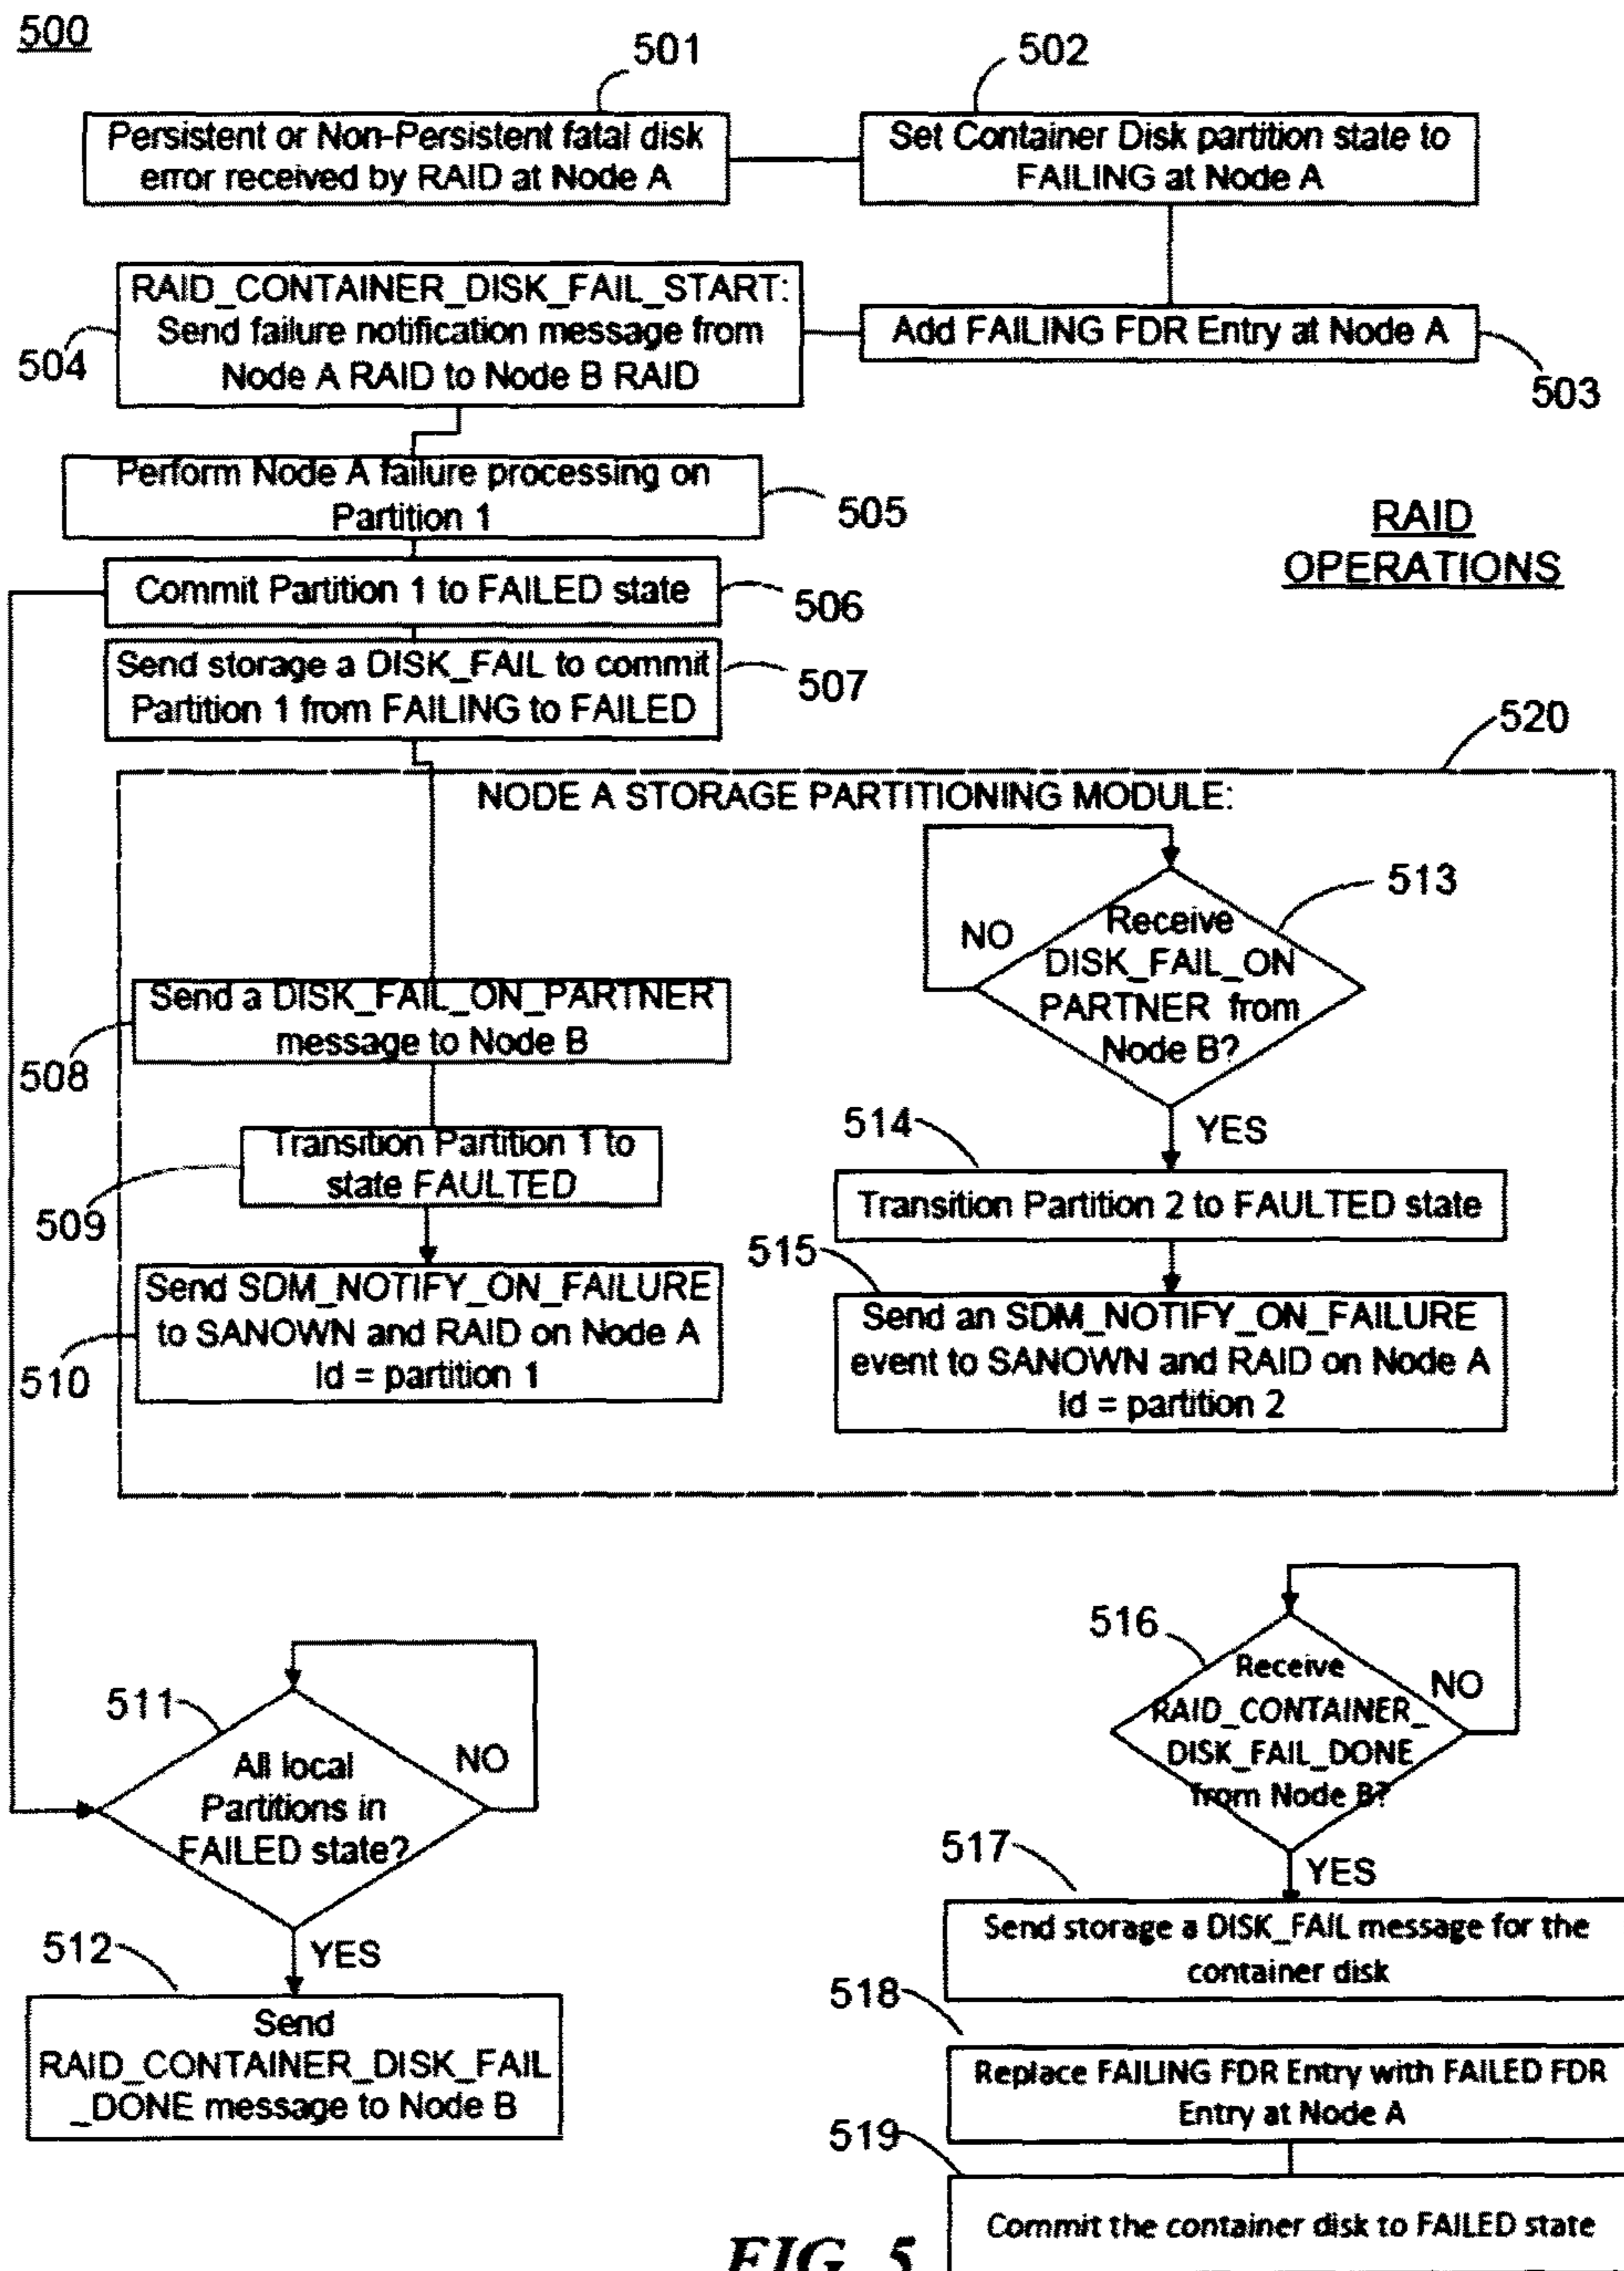 500
501
502
Persistent or Non-Persistent fatal disk
error received by RAID at Node A
Set Container Disk partition state to
FAILING at Node A
RAID_CONTAINER_DISK_FAIL_START:
Send failure notification message from
Node A RAID to Node B RAID
504
Add FAILING FDR Entry at Node A
503
Perform Node A failure processing on
Partition 1
505
RAID
OPERATIONS
Commit Partition 1 to FAILED state
506
Send storage a DISK_FAIL to commit
Partition 1 from FAILING to FAILED
507
520
NODE A STORAGE PARTITIONING MODULE:
513
NO
Receive
DISK_FAIL_ON
PARTNER from
Node B?
Send a DISK_FAIL_ON_PARTNER
message to Node B
508
YES
514
Transition Partition 1 to
state FAULTED
509
Transition Partition 2 to FAULTED state
515
Send SDM_NOTIFY_ON_FAILURE
to SANOWN and RAID on Node A
Id = partition 1
510
Send an SDM_NOTIFY_ON_FAILURE
event to SANOWN and RAID on Node A
Id = partition 2
516
Receive
RAID_CONTAINER_
DISK_FAIL_DONE
from Node B?
NO
YES
511
All local
Partitions in
FAILED state?
NO
YES
517
Send storage a DISK_FAIL message for the
container disk
512
Send
RAID_CONTAINER_DISK_FAIL
_DONE message to Node B
518
Replace FAILING FDR Entry with FAILED FDR
Entry at Node A
519
Commit the container disk to FAILED state
FIG. 5